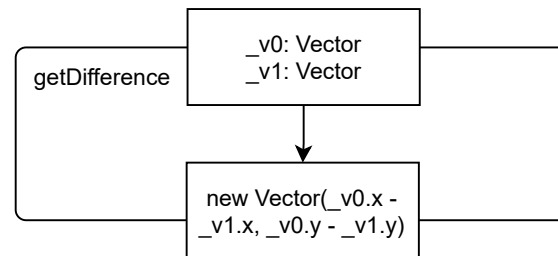 _v0: Vector
_v1: Vector
getDifference
new Vector(_v0.x -
_v1.x, _v0.y - _v1.y)